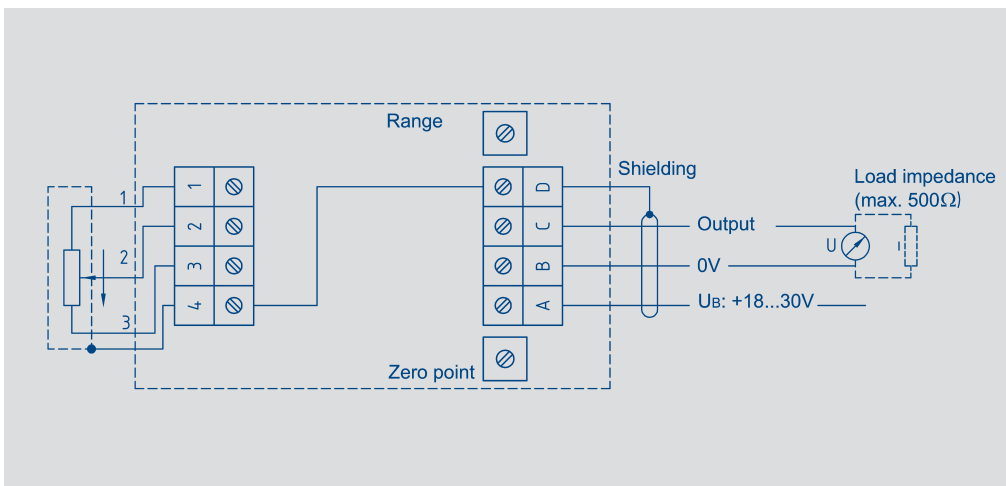 Range
Shielding
Load impedance
(max. 500Ω)
1
2
3
1
2
3
4
D
C
B
A
Output
0V
UB: +18...30V
U
I
Zero point